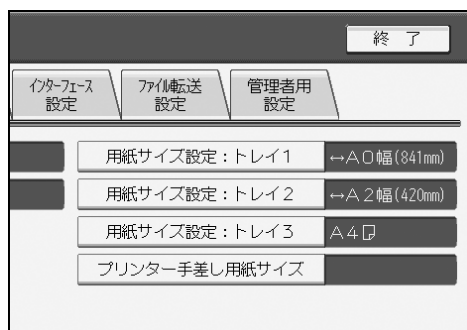 終 了
インターフェース
設定
ファイル転送
設定
管理者用
設定
用紙サイズ設定:トレイ1
↔A0幅(841mm)
用紙サイズ設定:トレイ2
↔A2幅(420mm)
用紙サイズ設定:トレイ3
A4
プリンター手差し用紙サイズ